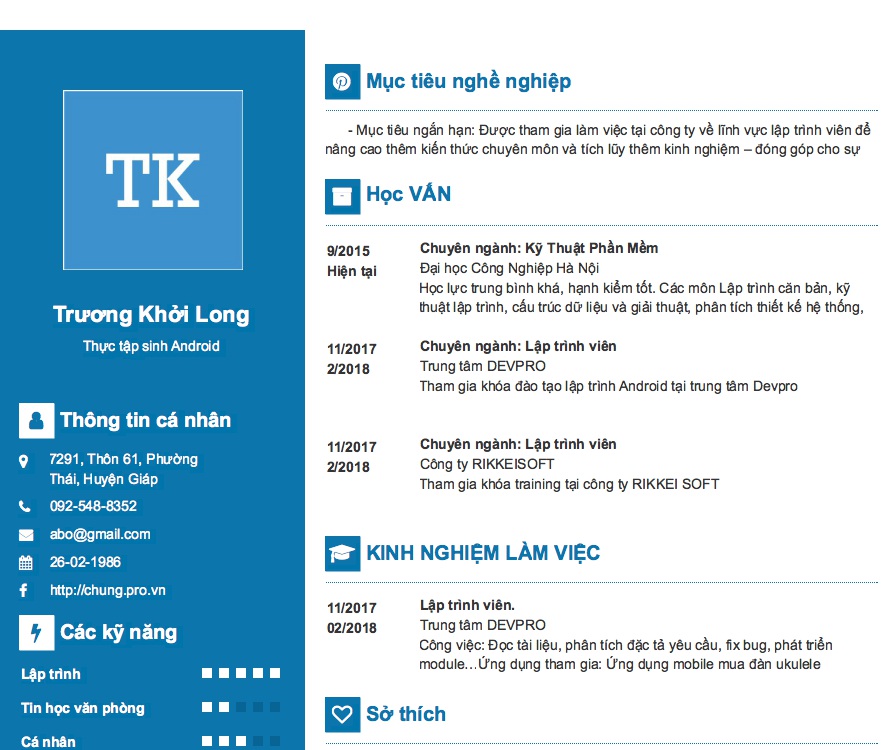 TK
Trương Khởi Long
Thực tập sinh Android
Thông tin cá nhân
7291, Thôn 61, Phường
Thái, Huyện Giáp
092-548-8352
abo@gmail.com
26-02-1986
http://chung.pro.vn
Các kỹ năng
Lập trình
Tin học văn phòng
Cá nhân
Mục tiêu nghề nghiệp
- Mục tiêu ngắn hạn: Được tham gia làm việc tại công ty về lĩnh vực lập trình viên để
nâng cao thêm kiến thức chuyên môn và tích lũy thêm kinh nghiệm – đóng góp cho sự
Học VẤN
9/2015
Hiện tại
Chuyên ngành: Kỹ Thuật Phần Mềm
Đại học Công Nghiệp Hà Nội
Học lực trung bình khá, hạnh kiểm tốt. Các môn Lập trình căn bản, kỹ
thuật lập trình, cấu trúc dữ liệu và giải thuật, phân tích thiết kế hệ thống,
11/2017
2/2018
Chuyên ngành: Lập trình viên
Trung tâm DEVPRO
Tham gia khóa đào tạo lập trình Android tại trung tâm Devpro
11/2017
2/2018
Chuyên ngành: Lập trình viên
Công ty RIKKEISOFT
Tham gia khóa training tại công ty RIKKEI SOFT
KINH NGHIỆM LÀM VIỆC
11/2017
02/2018
Lập trình viên.
Trung tâm DEVPRO
Công việc: Đọc tài liệu, phân tích đặc tả yêu cầu, fix bug, phát triển
module…Ứng dụng tham gia: Ứng dụng mobile mua đàn ukulele
Sở thích